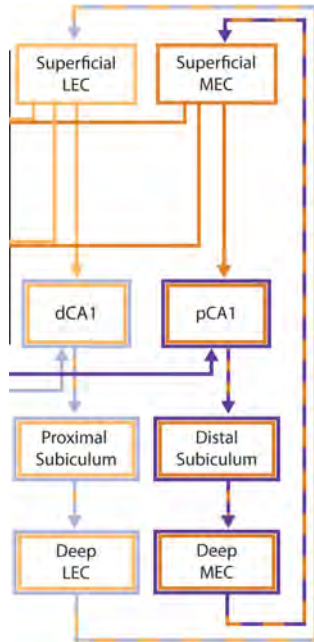 Superficial
LEC
Superficial
MEC
dCA1
pCA1
Proximal
Subiculum
Distal
Subiculum
Deep
LEC
Deep
MEC